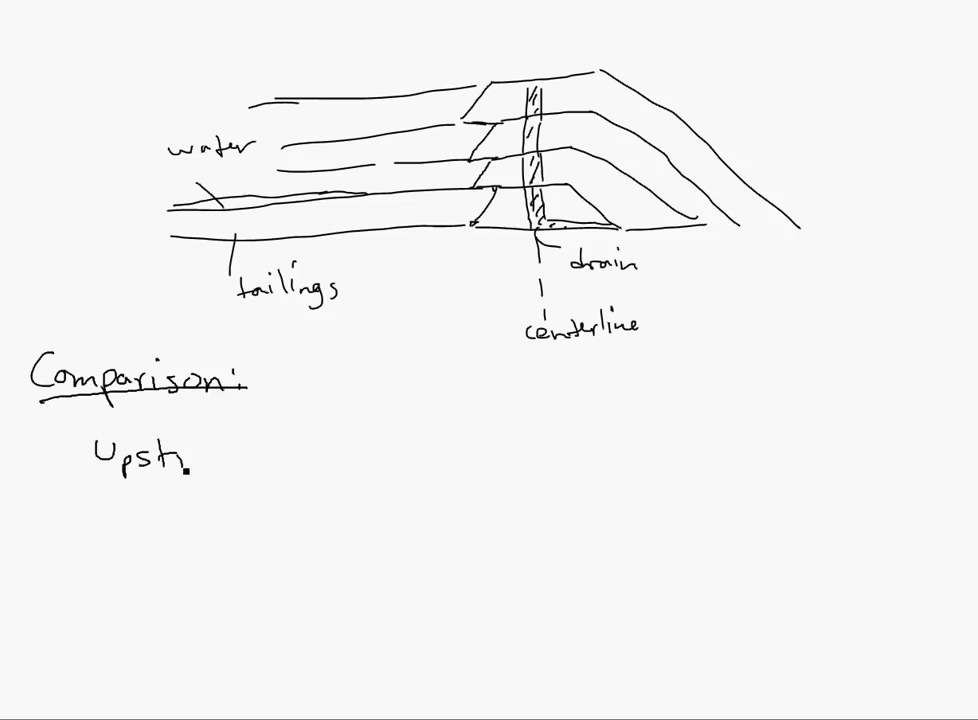 water
drain
tailings
centerline
Comparison:
Upstr